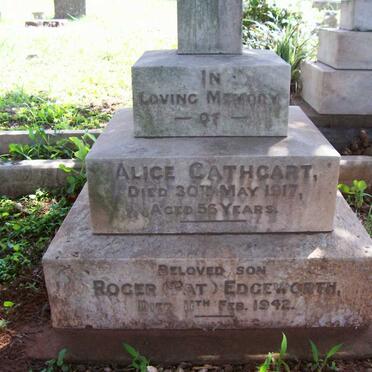 IN
LOVING MEMORY
OF
ALICE CATHCART,
DIED 30TH MAY 1917,
AGED 56 YEARS.
BELOVED SON
ROGER (PAT) EDGEWORTH,
DIED 11TH FEB. 1942.